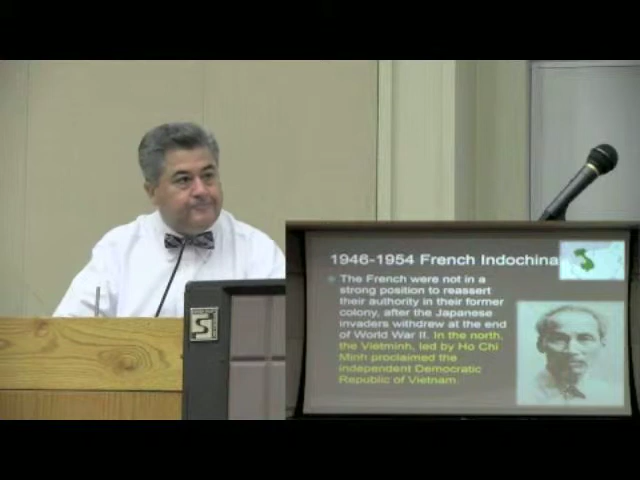 1946-1954 French Indochina
The French were not in a
strong position to reassert
their authority in their former
colony, after the Japanese
invaders withdrew at the end
of World War II. In the north,
the Vietminh, led by Ho Chi
Minh proclaimed the
independent Democratic
Republic of Vietnam.
S